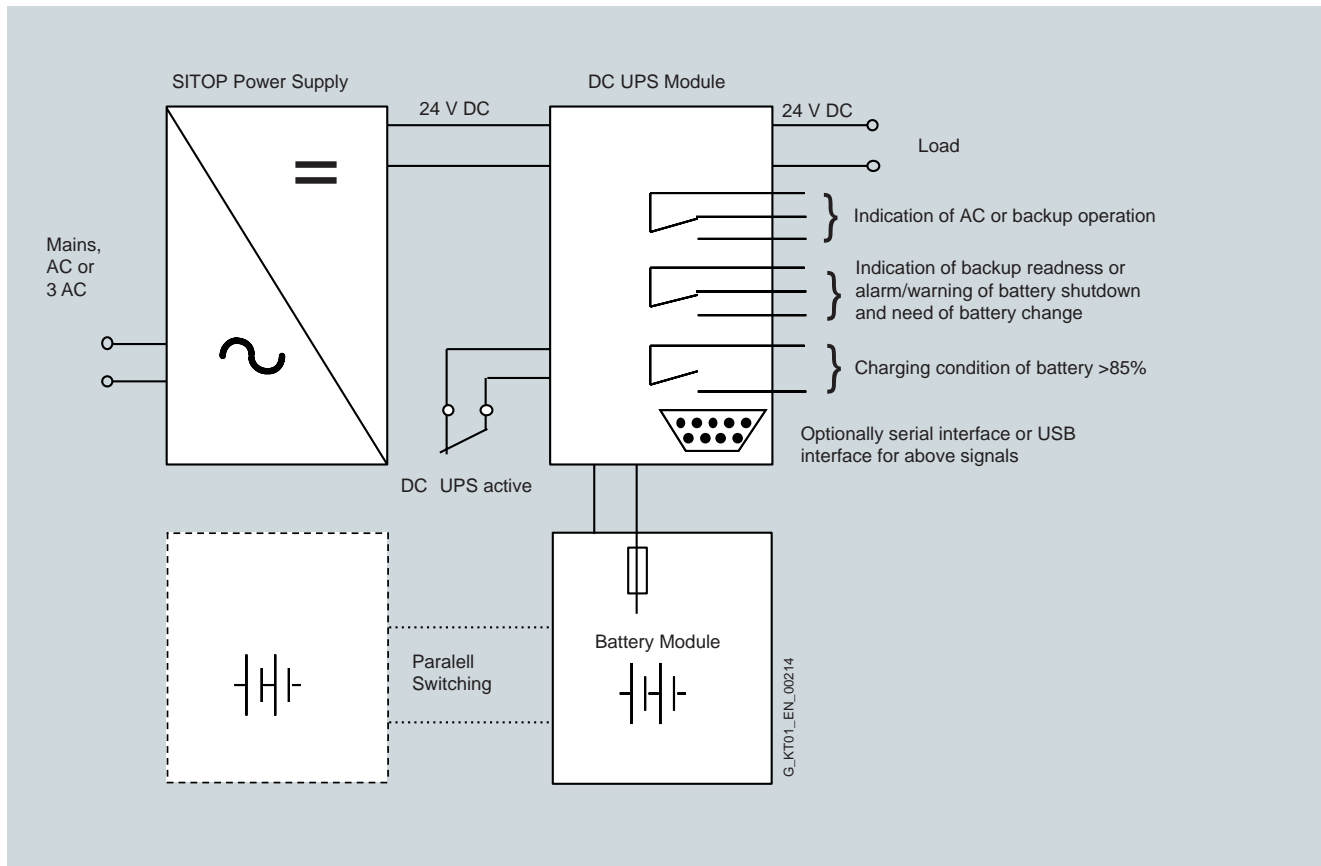 SITOP Power Supply
DC UPS Module
24 V DC
24 V DC
Load
Indication of AC or backup operation
Mains,
AC or
3 AC
Indication of backup readness or
alarm/warning of battery shutdown
and need of battery change
Charging condition of battery >85%
Optionally serial interface or USB
interface for above signals
DC UPS active
Battery Module
Paralell
Switching
G_KT01_EN_00214